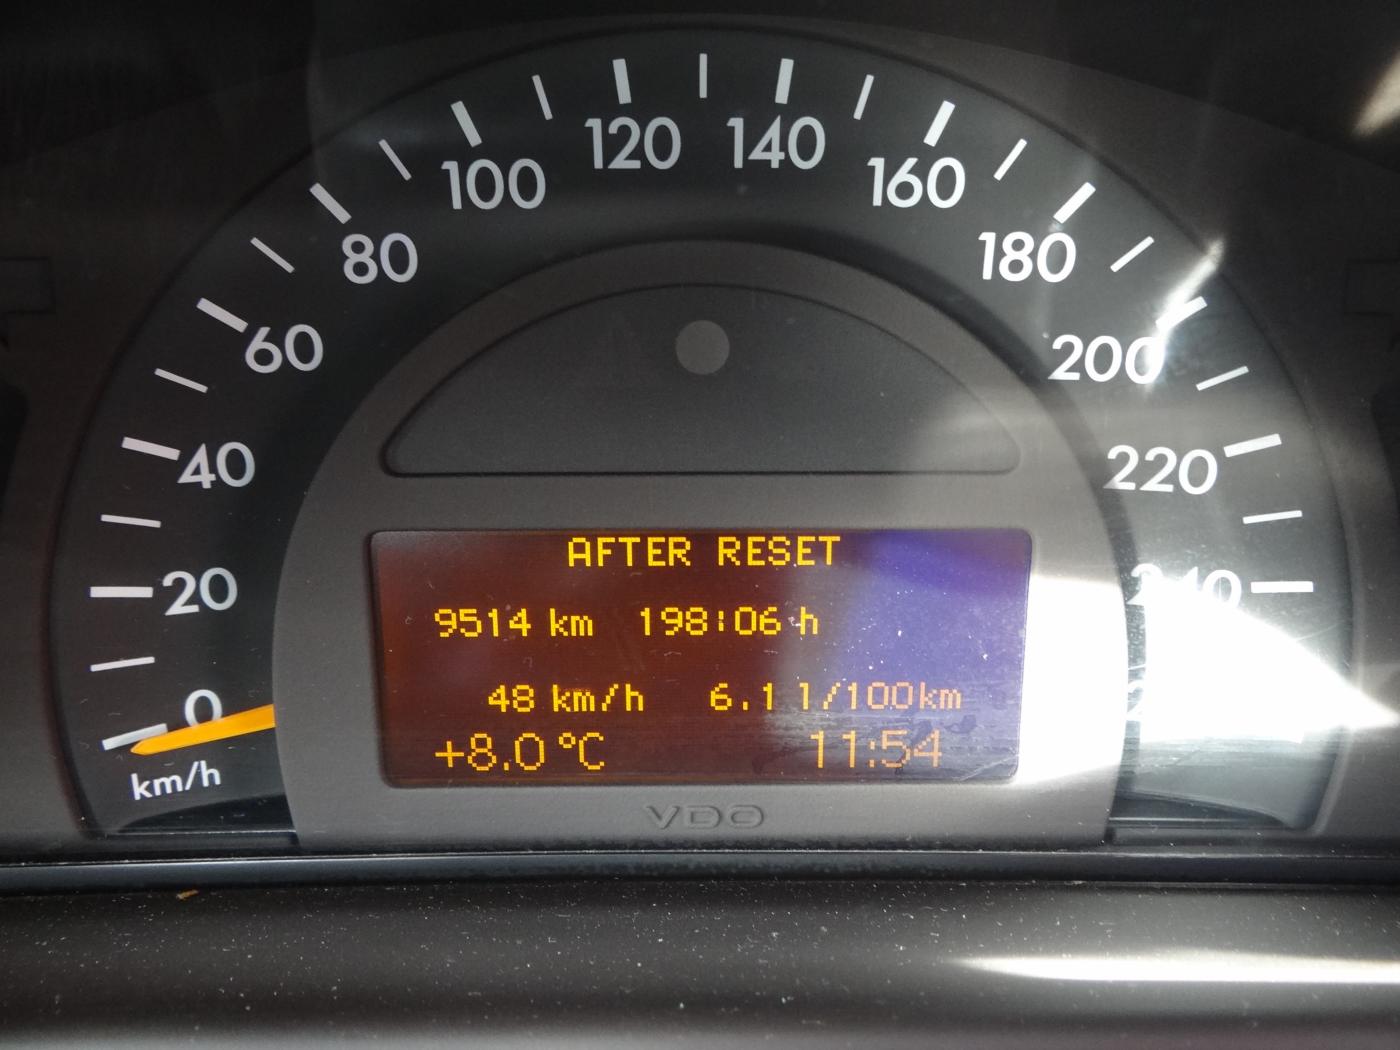 120 140
100 160
80 180
60 200
40 220
20 240
0
km/h
AFTER RESET
9514 km 198:06 h
48 km/h 6.1 l/100km
+8.0 °C 11:54
VDO